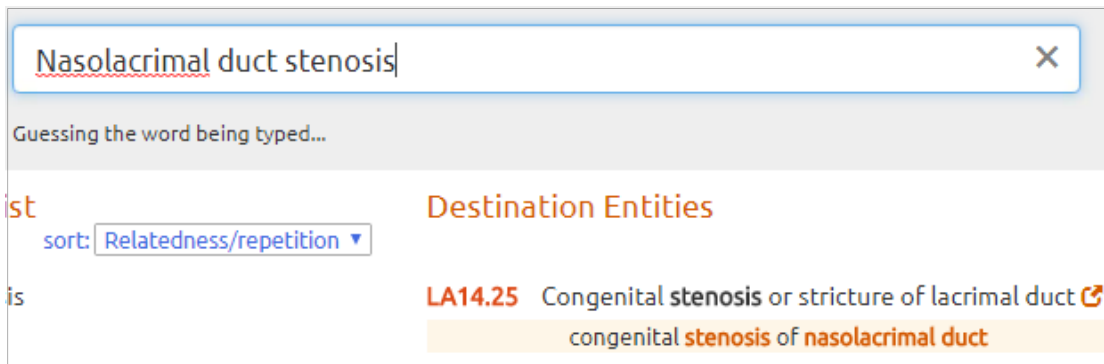 Nasolacrimal duct stenosis ×
Guessing the word being typed...
ist
sort: Relatedness/repetition ▼
is
Destination Entities
LA14.25 Congenital stenosis or stricture of lacrimal duct
congenital stenosis of nasolacrimal duct